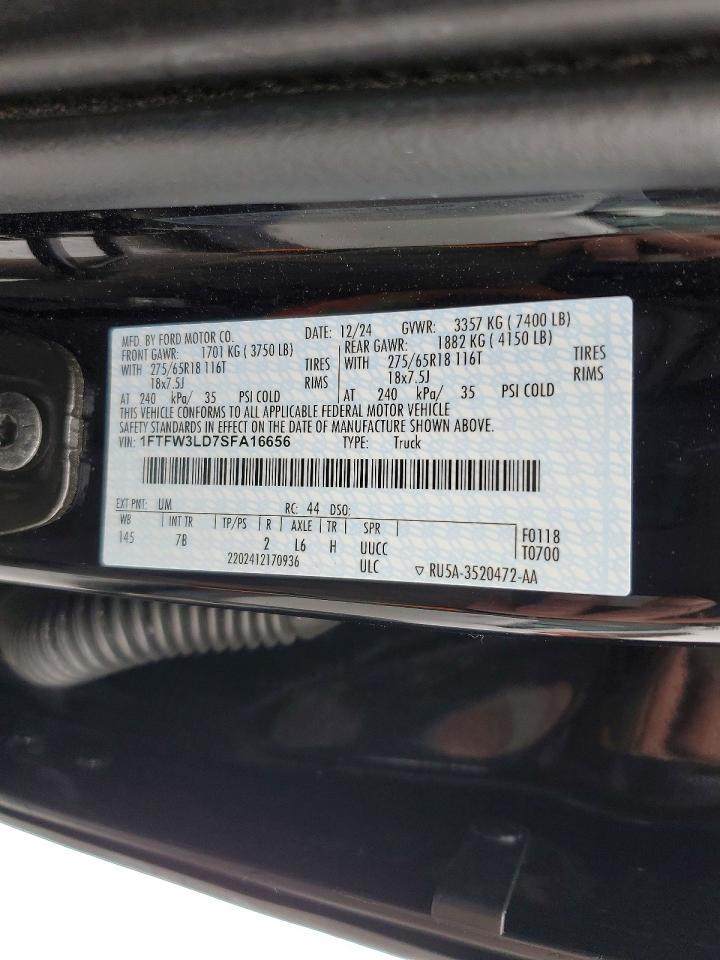 MFD. BY FORD MOTOR CO. DATE: 12/24 GVWR: 3357 KG ( 7400 LB)
FRONT GAWR: 1701 KG ( 3750 LB) REAR GAWR: 1882 KG ( 4150 LB)
WITH 275/65R18 116T TIRES WITH 275/65R18 116T TIRES
18x7.5J RIMS 18x7.5J RIMS
AT 240 kPa/ 35 PSI COLD AT 240 kPa/ 35 PSI COLD
THIS VEHICLE CONFORMS TO ALL APPLICABLE FEDERAL MOTOR VEHICLE
SAFETY STANDARDS IN EFFECT ON THE DATE OF MANUFACTURE SHOWN ABOVE.
VIN: 1FTFW3LD7SFA16656 TYPE: Truck
EXT PNT: UM RC: 44 DSO:
WB INT TR TP/PS R AXLE TR SPR F0118
145 7B 2 L6 H UUCC T0700
2202412170936 ULC ▽ RU5A-3520472-AA